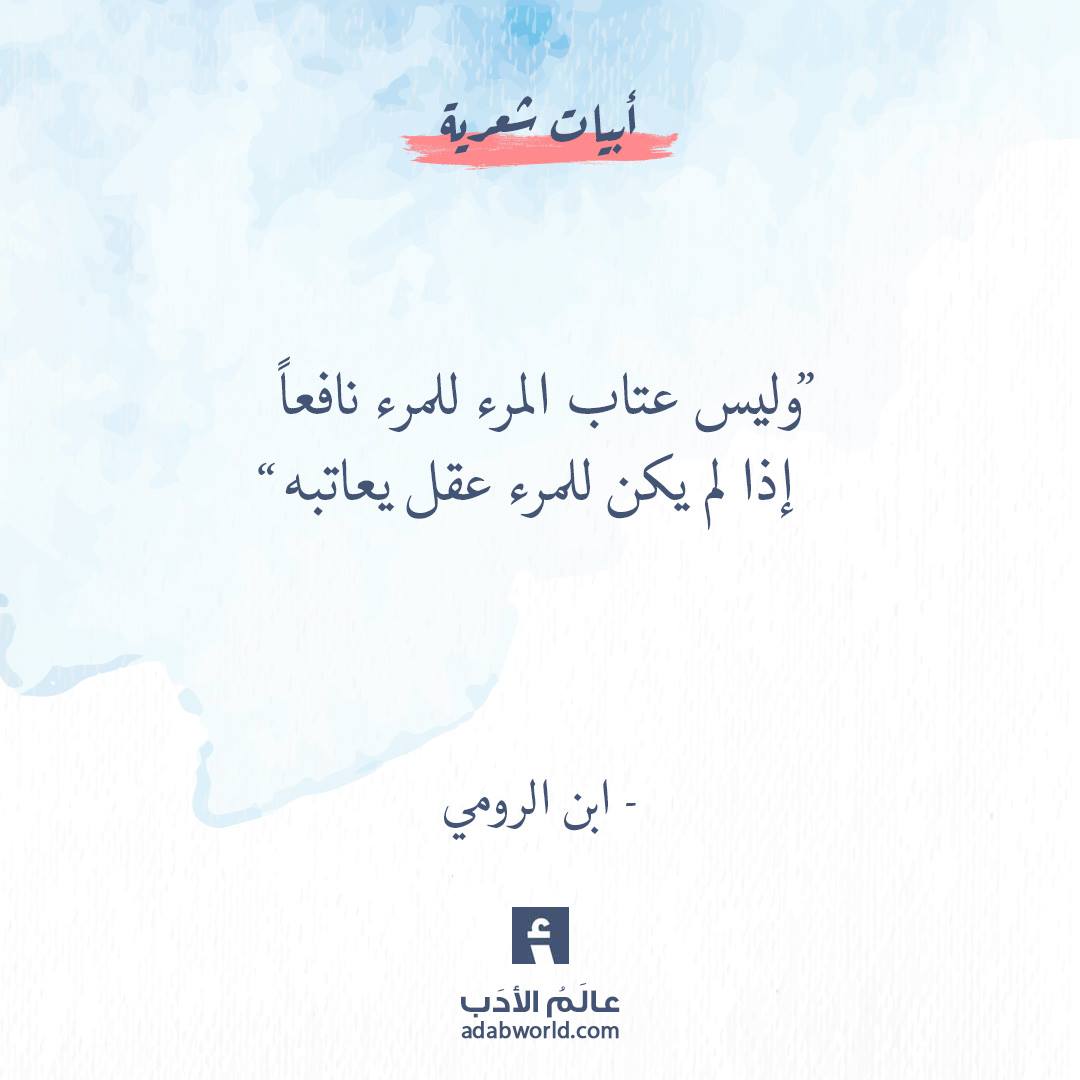 أبيات شعرية
”وليس عتاب المرء للمرء نافعاً
إذا لم يكن للمرء عقل يعاتبه“
- ابن الرومي
أ
عالَمُ الأدَب
adabworld.com